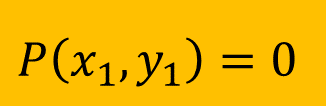 P(x₁, y₁) = 0